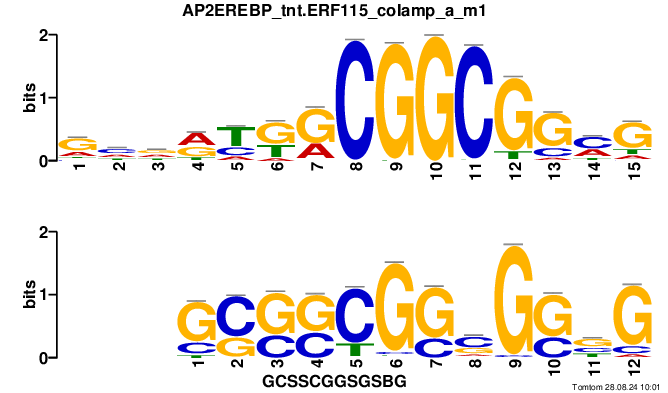 AP2EREBP_tnt.ERF115_colamp_a_m1
2
bits
1
0
1 2 3 4 5 6 7 8 9 10 11 12 13 14 15
2
bits
1
0
1 2 3 4 5 6 7 8 9 10 11 12
GCSSCGGSGSBG
Tomtom 28.08.24 10:01